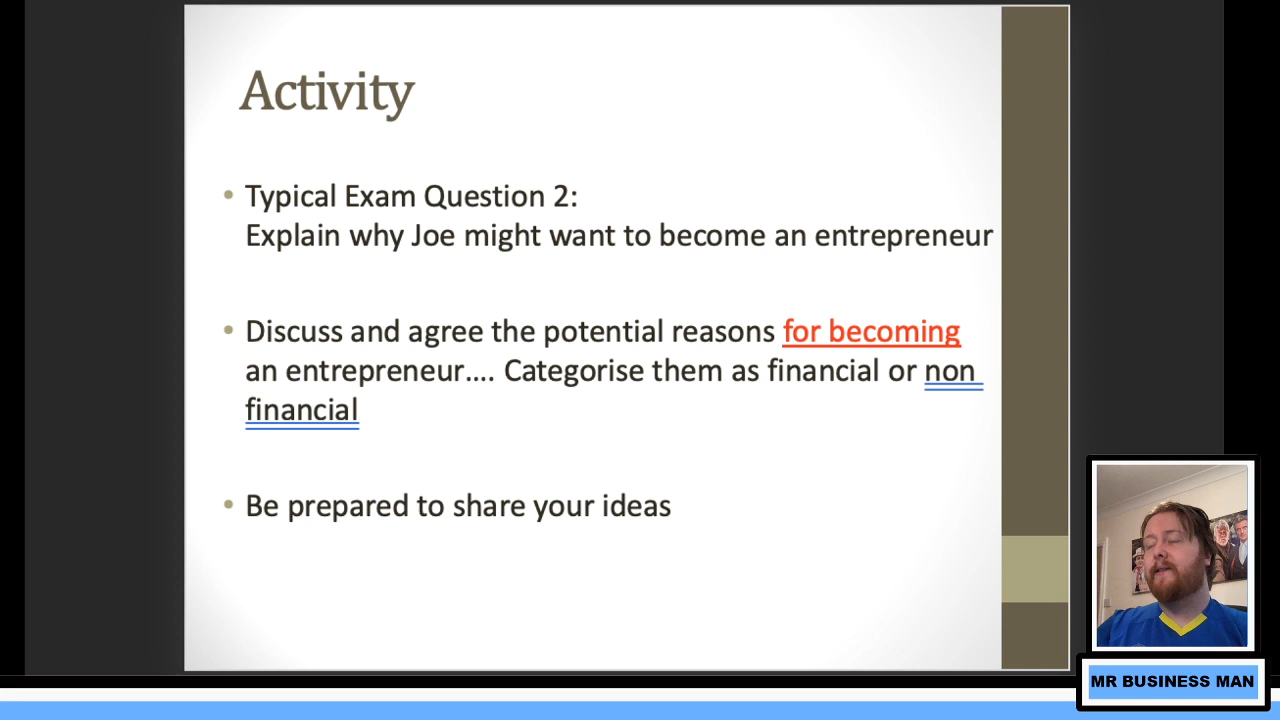 Activity
• Typical Exam Question 2:
Explain why Joe might want to become an entrepreneur
• Discuss and agree the potential reasons for becoming
an entrepreneur.... Categorise them as financial or non
financial
• Be prepared to share your ideas
MR BUSINESS MAN